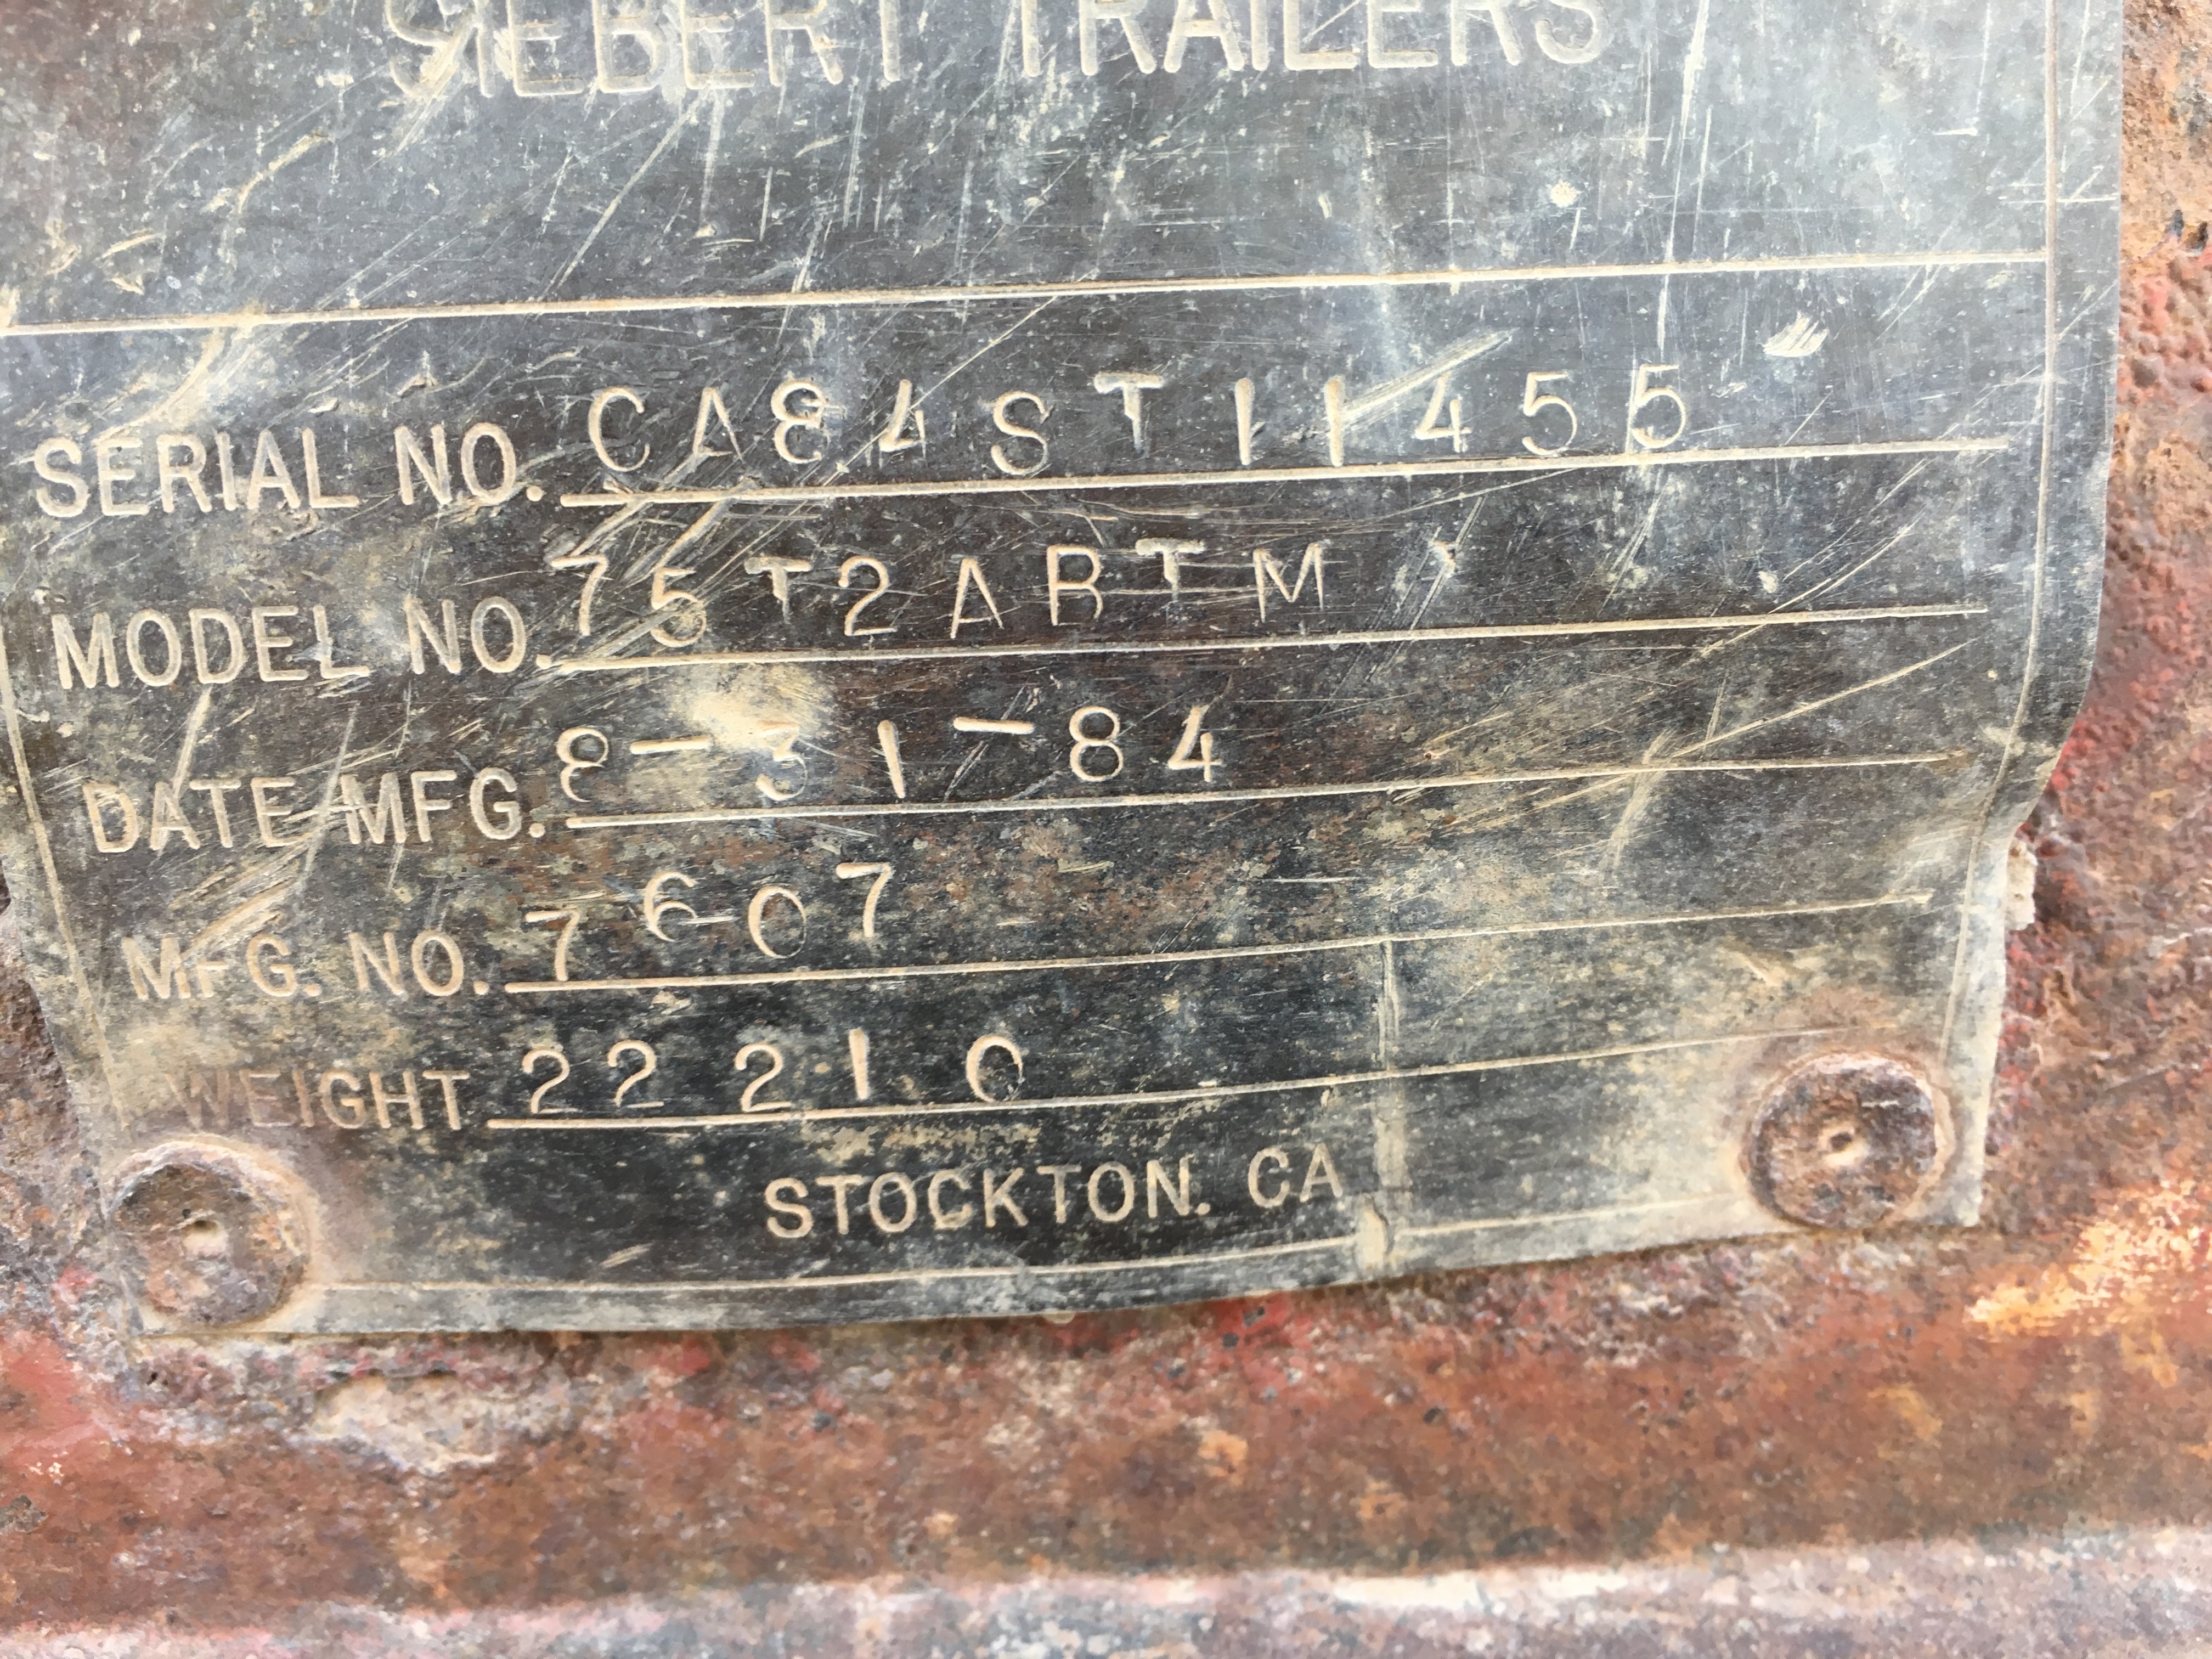 SIEBERT TRAILERS
SERIAL NO. CA84ST11455
MODEL NO. 75T2ABTM
DATE MFG. 8-31-84
MFG. NO. 7607
WEIGHT 22210
STOCKTON. CA